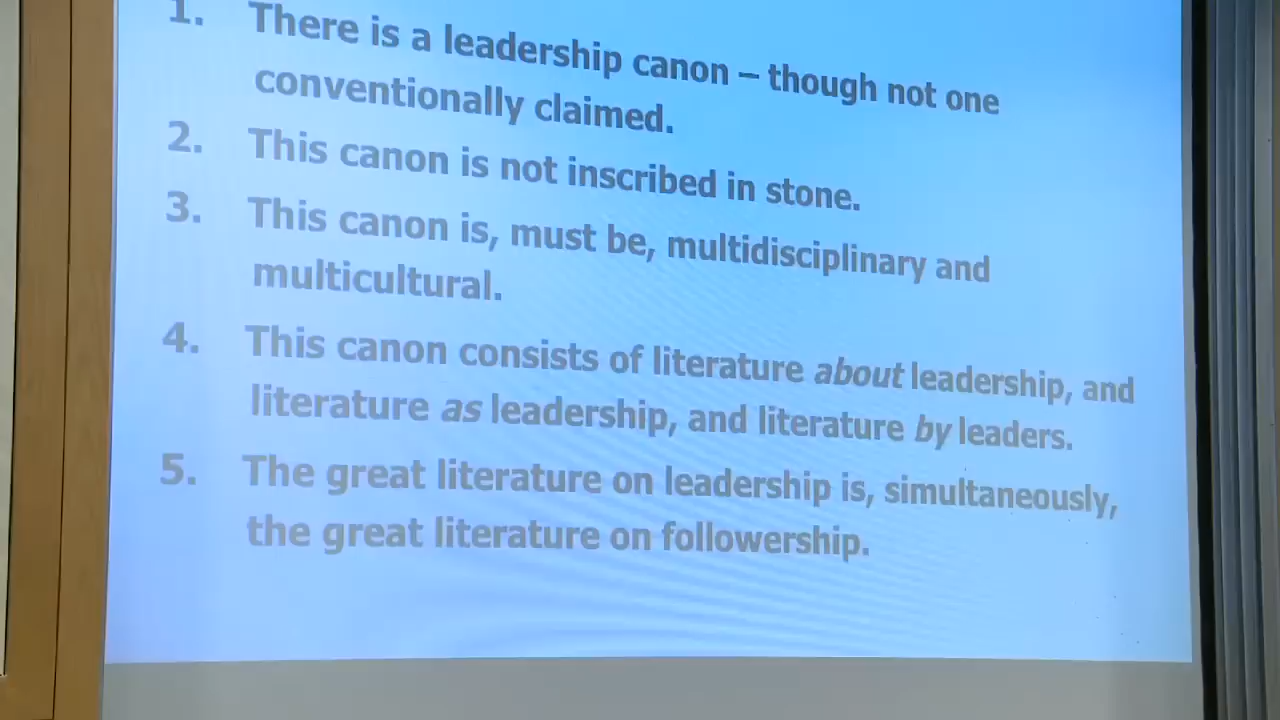 1. There is a leadership canon – though not one
conventionally claimed.
2. This canon is not inscribed in stone.
3. This canon is, must be, multidisciplinary and
multicultural.
4. This canon consists of literature about leadership, and
literature as leadership, and literature by leaders.
5. The great literature on leadership is, simultaneously,
the great literature on followership.